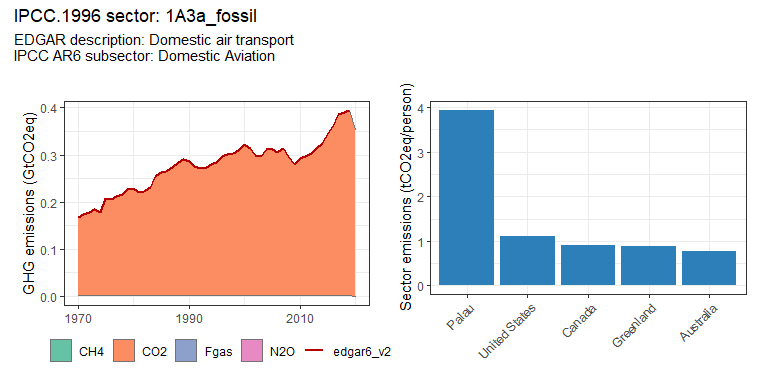 IPCC.1996 sector: 1A3a_fossil
EDGAR description: Domestic air transport
IPCC AR6 subsector: Domestic Aviation
GHG emissions (GtCO2eq)
0.4
0.3
0.2
0.1
0.0
1970
1990
2010
CH4
CO2
Fgas
N2O
edgar6_v2
Sector emissions (tCO2eq/person)
4
3
2
1
0
Palau
United States
Canada
Greenland
Australia